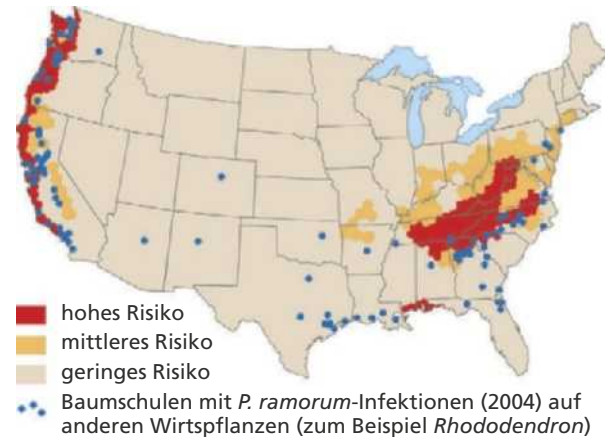 hohes Risiko
mittleres Risiko
geringes Risiko
Baumschulen mit P. ramorum-Infektionen (2004) auf
anderen Wirtspflanzen (zum Beispiel Rhododendron)